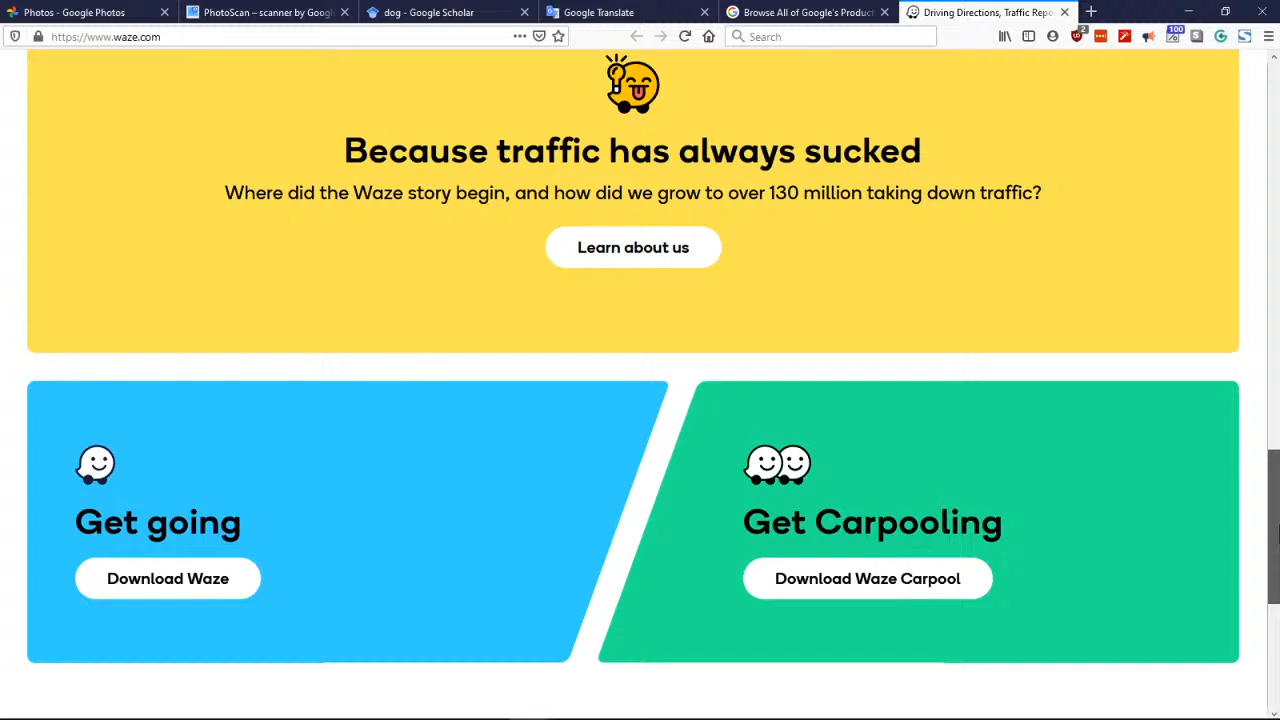 Photos - Google Photos
PhotoScan – scanner by Googl
dog - Google Scholar
Google Translate
Browse All of Google's Product
Driving Directions, Traffic Repo
https://www.waze.com
Search
2
100
Because traffic has always sucked
Where did the Waze story begin, and how did we grow to over 130 million taking down traffic?
Learn about us
Get going
Download Waze
Get Carpooling
Download Waze Carpool